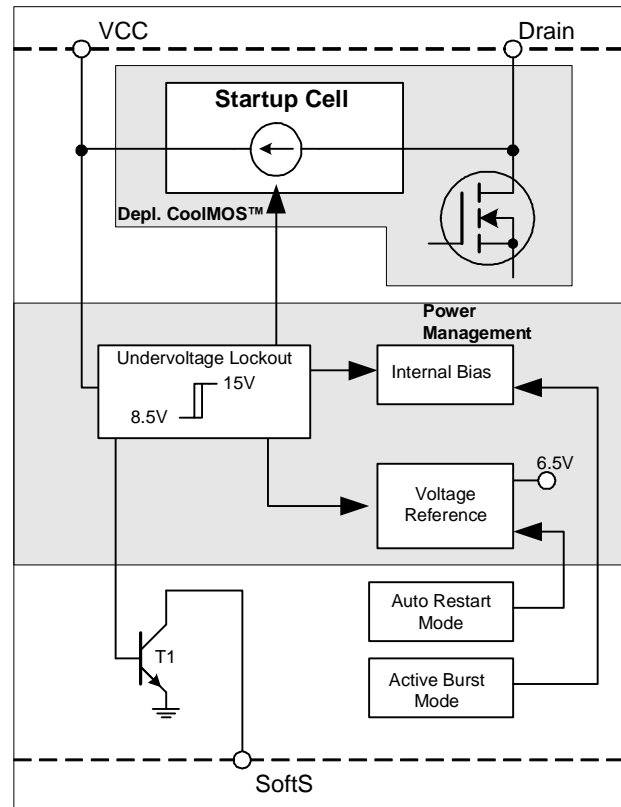 VCC
Drain
Startup Cell
Depl. CoolMOS™
Power
Management
Undervoltage Lockout
15V
8.5V
Internal Bias
6.5V
Voltage
Reference
Auto Restart
Mode
T1
Active Burst
Mode
SoftS